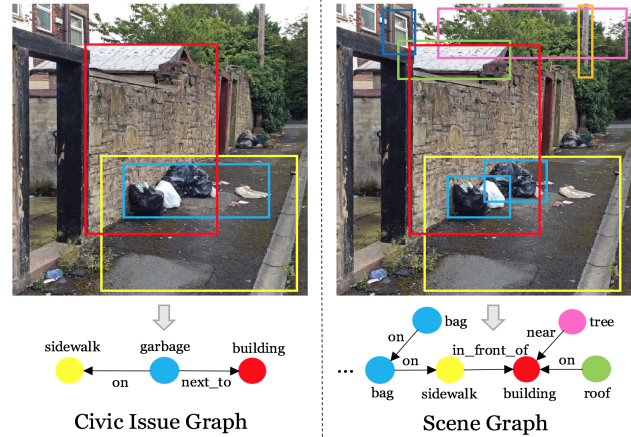 sidewalk
garbage
building
on
next_to
Civic Issue Graph
bag
tree
on
in_front_of
near
...
on
on
bag
sidewalk
building
roof
Scene Graph